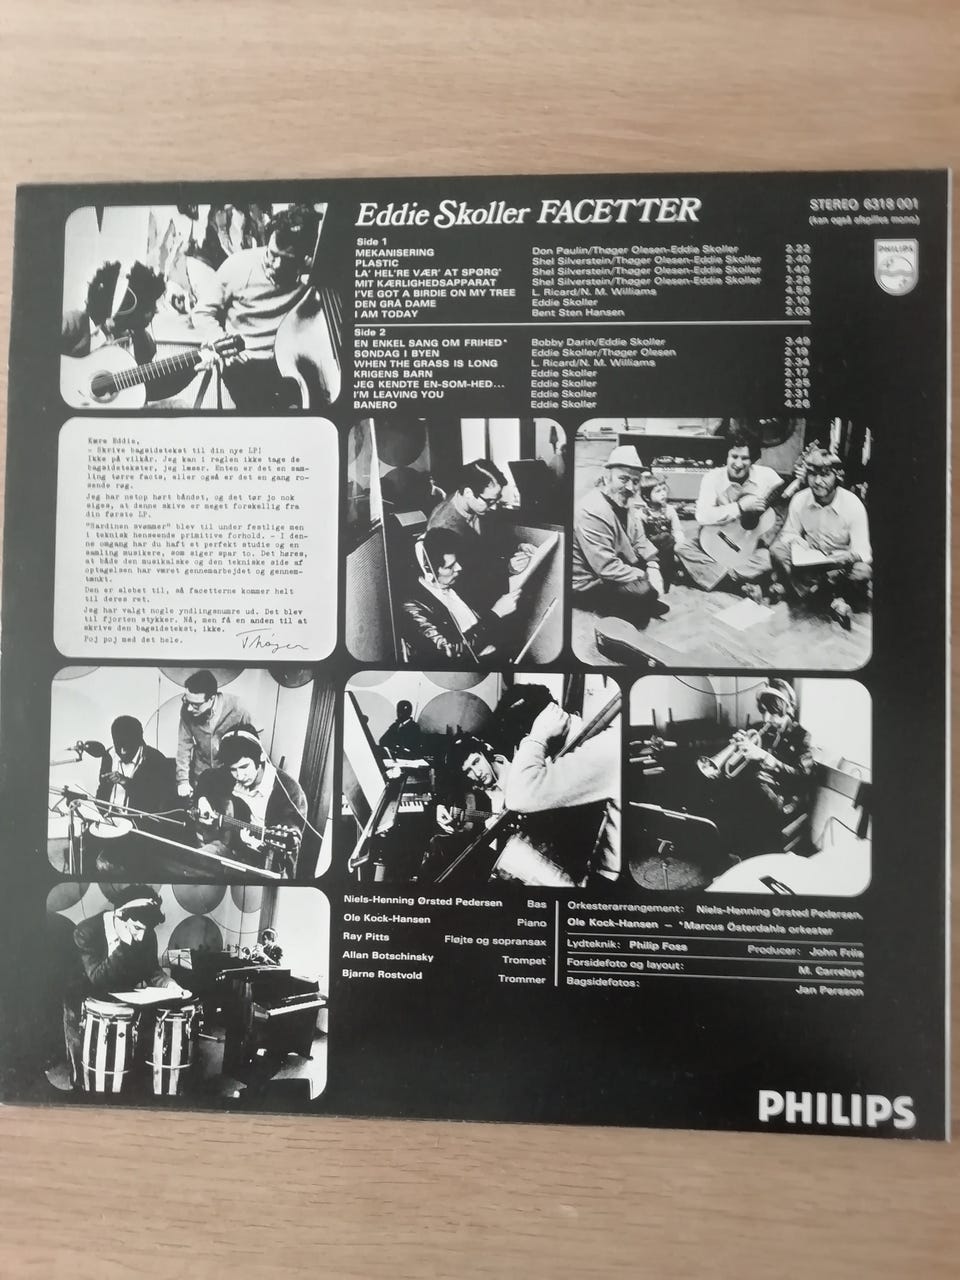 Eddie Skoller FACETTER
STEREO 6318 001
(kan også afspilles mono)
PHILIPS
Side 1
MEKANISERING Don Paulin/Thøger Olesen-Eddie Skoller 2.22
PLASTIC Shel Silverstein/Thøger Olesen-Eddie Skoller 2.40
LA' HEL'RE VÆR' AT SPØRG' Shel Silverstein/Thøger Olesen-Eddie Skoller 1.40
MIT KÆRLIGHEDSAPPARAT Shel Silverstein/Thøger Olesen-Eddie Skoller 2.26
I'VE GOT A BIRDIE ON MY TREE L. Ricard/N. M. Williams 4.56
DEN GRÅ DAME Eddie Skoller 2.10
I AM TODAY Bent Sten Hansen 2.03
Side 2
EN ENKEL SANG OM FRIHED* Bobby Darin/Eddie Skoller 3.49
SØNDAG I BYEN Eddie Skoller/Thøger Olesen 2.19
WHEN THE GRASS IS LONG L. Ricard/N. M. Williams 2.34
KRIGENS BARN Eddie Skoller 2.17
JEG KENDTE EN-SOM-HED... Eddie Skoller 2.25
I'M LEAVING YOU Eddie Skoller 2.31
BANERO Eddie Skoller 4.26
Kære Eddie,
- Skrive bagsidetekst til din nye LP!
Ikke på vilkår. Jeg kan i reglen ikke tage de
bagsidetekster, jeg læser. Enten er det en sam-
ling tørre facts, eller også er det en gang ro-
sende røg.
Jeg har netop hørt båndet, og det tør jo nok
siges, at denne skive er meget forskellig fra
din første LP.
"Sardinen svømmer" blev til under festlige men
i teknisk henseende primitive forhold. - I den-
ne omgang har du haft et perfekt studie og en
samling musikere, som siger spar to. Det høres,
at både den musikalske og den tekniske side af
optagelsen har været gennemarbejdet og gennem-
tænkt.
Den er slebet til, så facetterne kommer helt
til deres ret.
Jeg har valgt nogle yndlingsnumre ud. Det blev
til fjorten stykker. Nå, men få en anden til at
skrive den bagsidetekst, ikke.
Poj poj med det hele.
Thøger
Niels-Henning Ørsted Pedersen Bas
Ole Kock-Hansen Piano
Ray Pitts Fløjte og sopransax
Allan Botschinsky Trompet
Bjarne Rostvold Trommer
Orkesterarrangement: Niels-Henning Ørsted Pedersen,
Ole Kock-Hansen – *Marcus Österdahls orkester
Lydteknik: Philip Foss Producer: John Friis
Forsidefoto og layout: M. Carrebye
Bagsidefotos: Jan Persson
PHILIPS